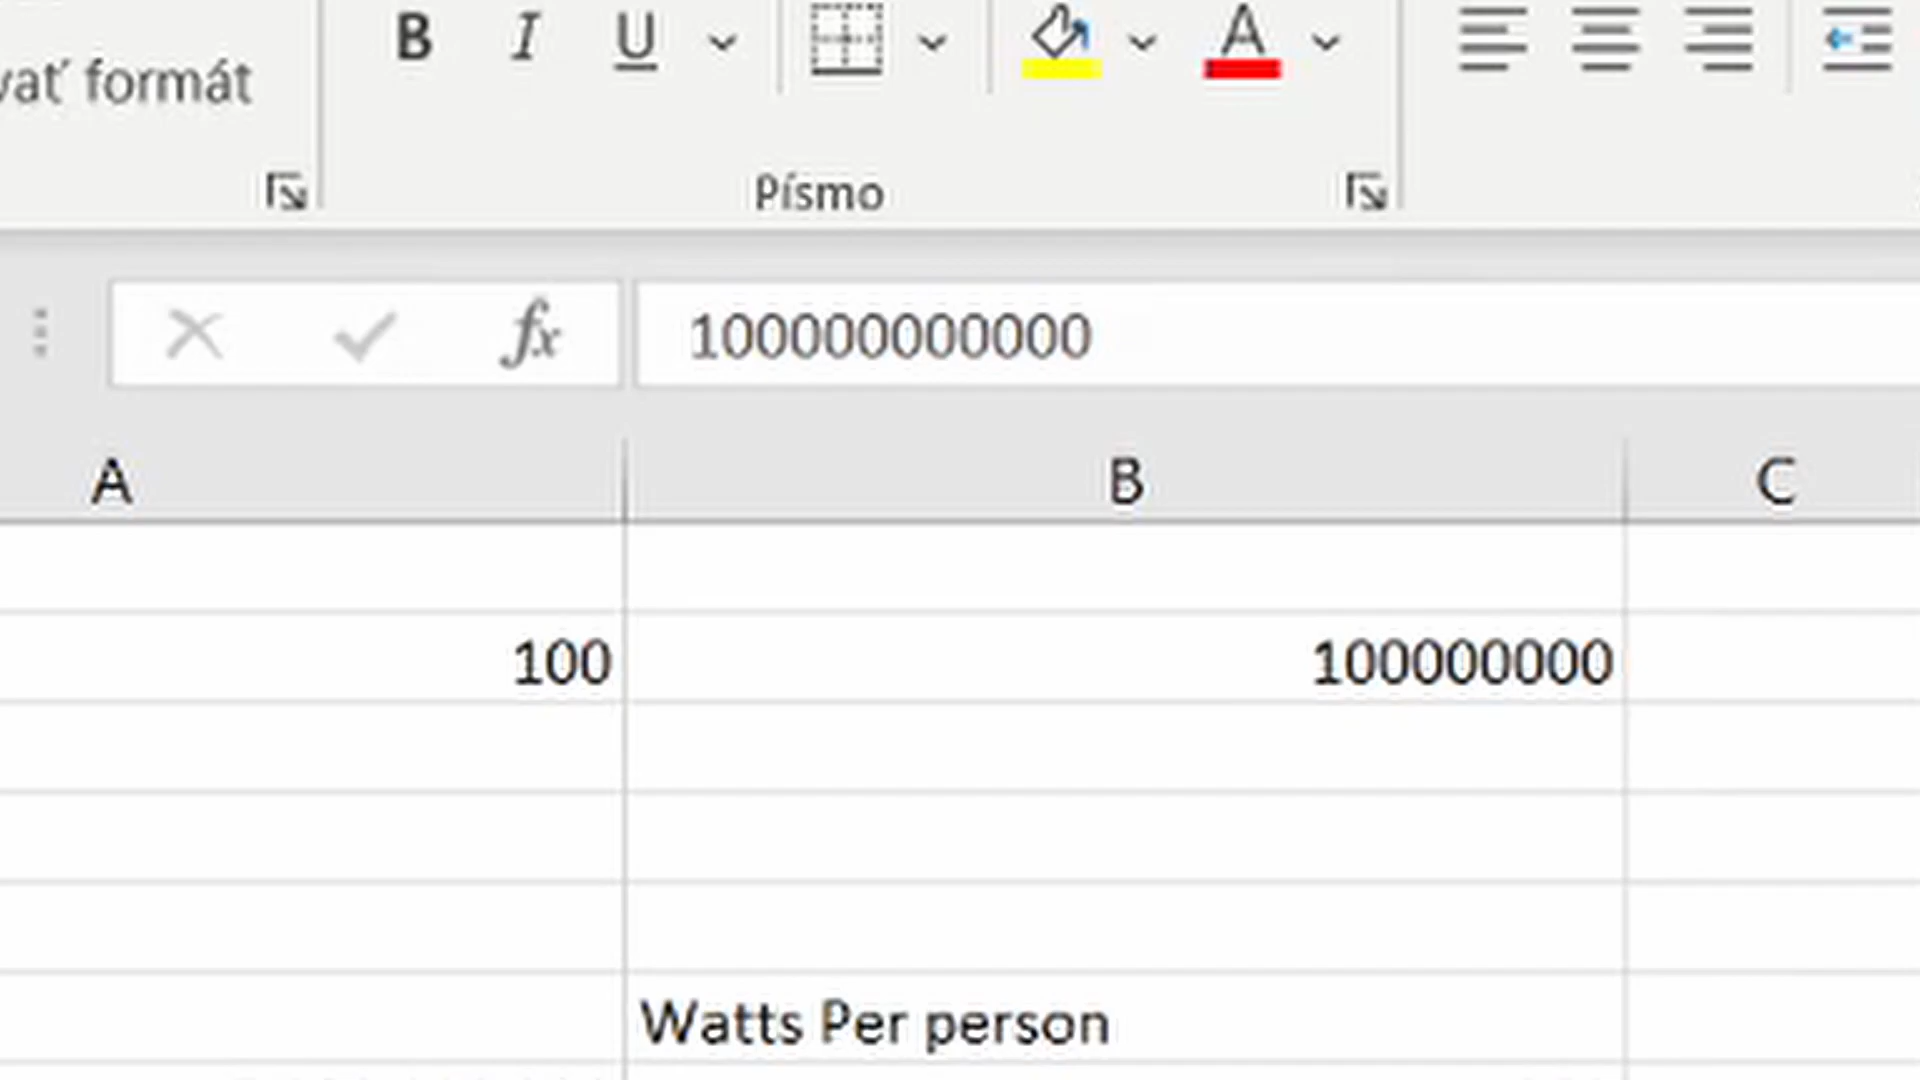 B I U A
vať formát
Písmo
fx 100000000000
A B C
100 100000000
Watts Per person